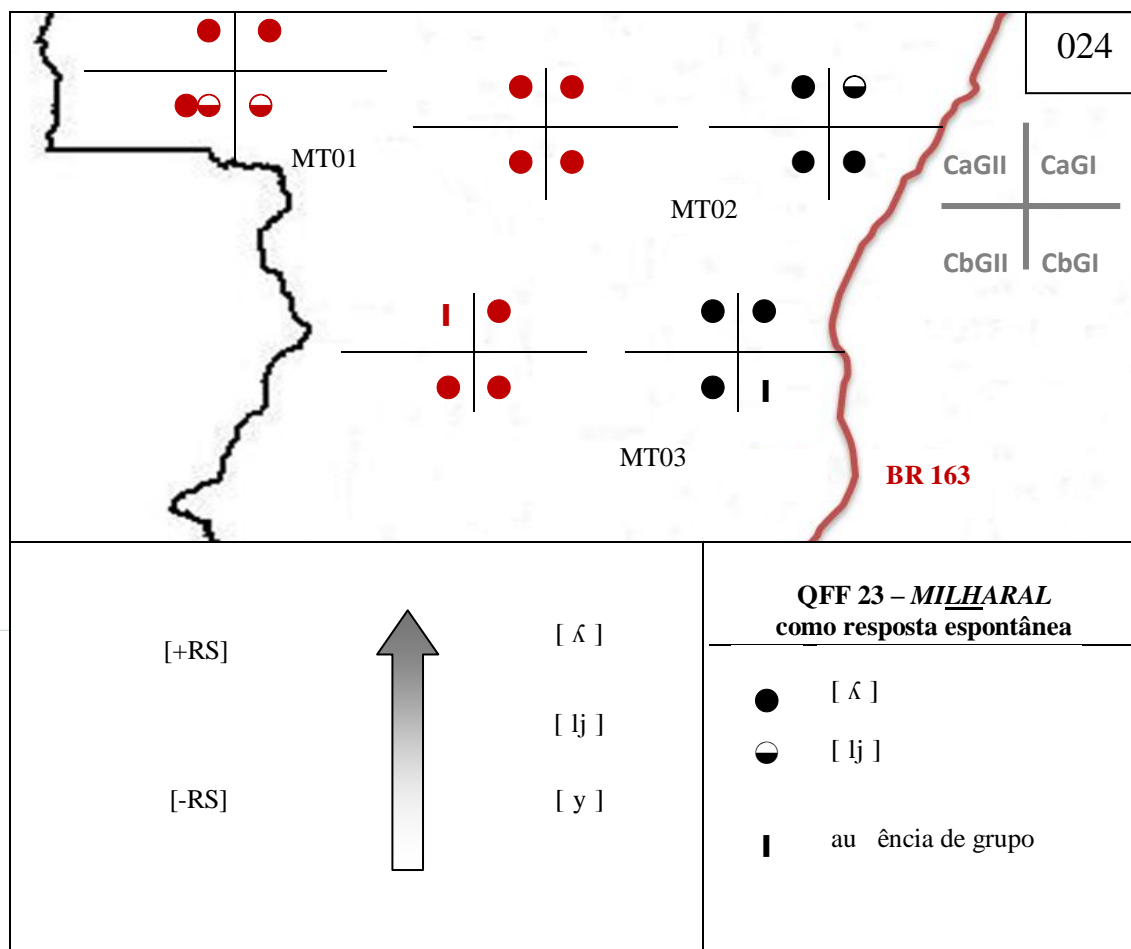 024
CaGII CaGI
CbGII CbGI
MT01
MT02
MT03
BR 163
[+RS] [ ʎ ]
[ lj ]
[-RS] [ y ]
QFF 23 – MILHARAL
como resposta espontânea
[ ʎ ]
[ lj ]
au ência de grupo